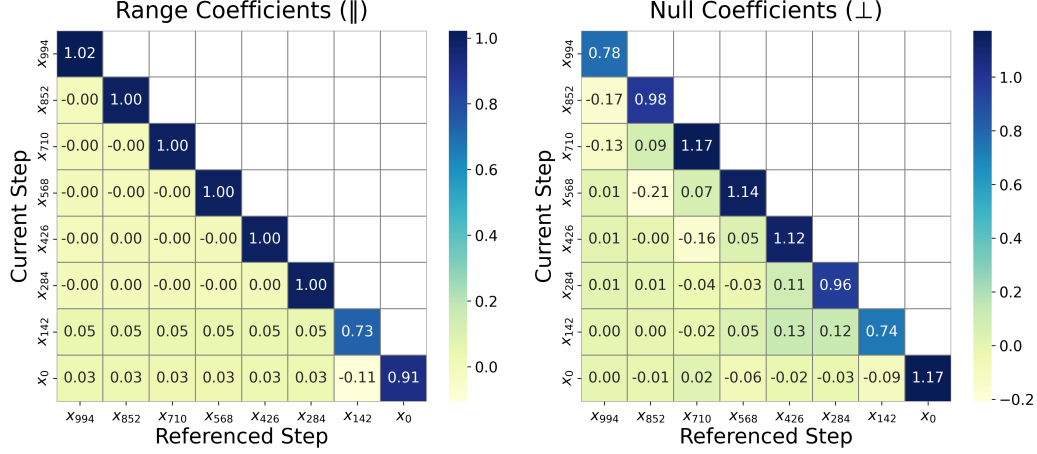 Range Coefficients (∥)
Current Step
x994 1.02
x852 -0.00 1.00
x710 -0.00 -0.00 1.00
x568 -0.00 -0.00 -0.00 1.00
x426 -0.00 0.00 -0.00 -0.00 1.00
x284 -0.00 0.00 -0.00 -0.00 0.00 1.00
x142 0.05 0.05 0.05 0.05 0.05 0.05 0.73
x0 0.03 0.03 0.03 0.03 0.03 0.03 -0.11 0.91
x994 x852 x710 x568 x426 x284 x142 x0
Referenced Step
1.0
0.8
0.6
0.4
0.2
0.0
Null Coefficients (⊥)
Current Step
x994 0.78
x852 -0.17 0.98
x710 -0.13 0.09 1.17
x568 0.01 -0.21 0.07 1.14
x426 0.01 -0.00 -0.16 0.05 1.12
x284 0.01 0.01 -0.04 -0.03 0.11 0.96
x142 0.00 0.00 -0.02 0.05 0.13 0.12 0.74
x0 0.00 -0.01 0.02 -0.06 -0.02 -0.03 -0.09 1.17
x994 x852 x710 x568 x426 x284 x142 x0
Referenced Step
1.0
0.8
0.6
0.4
0.2
0.0
−0.2